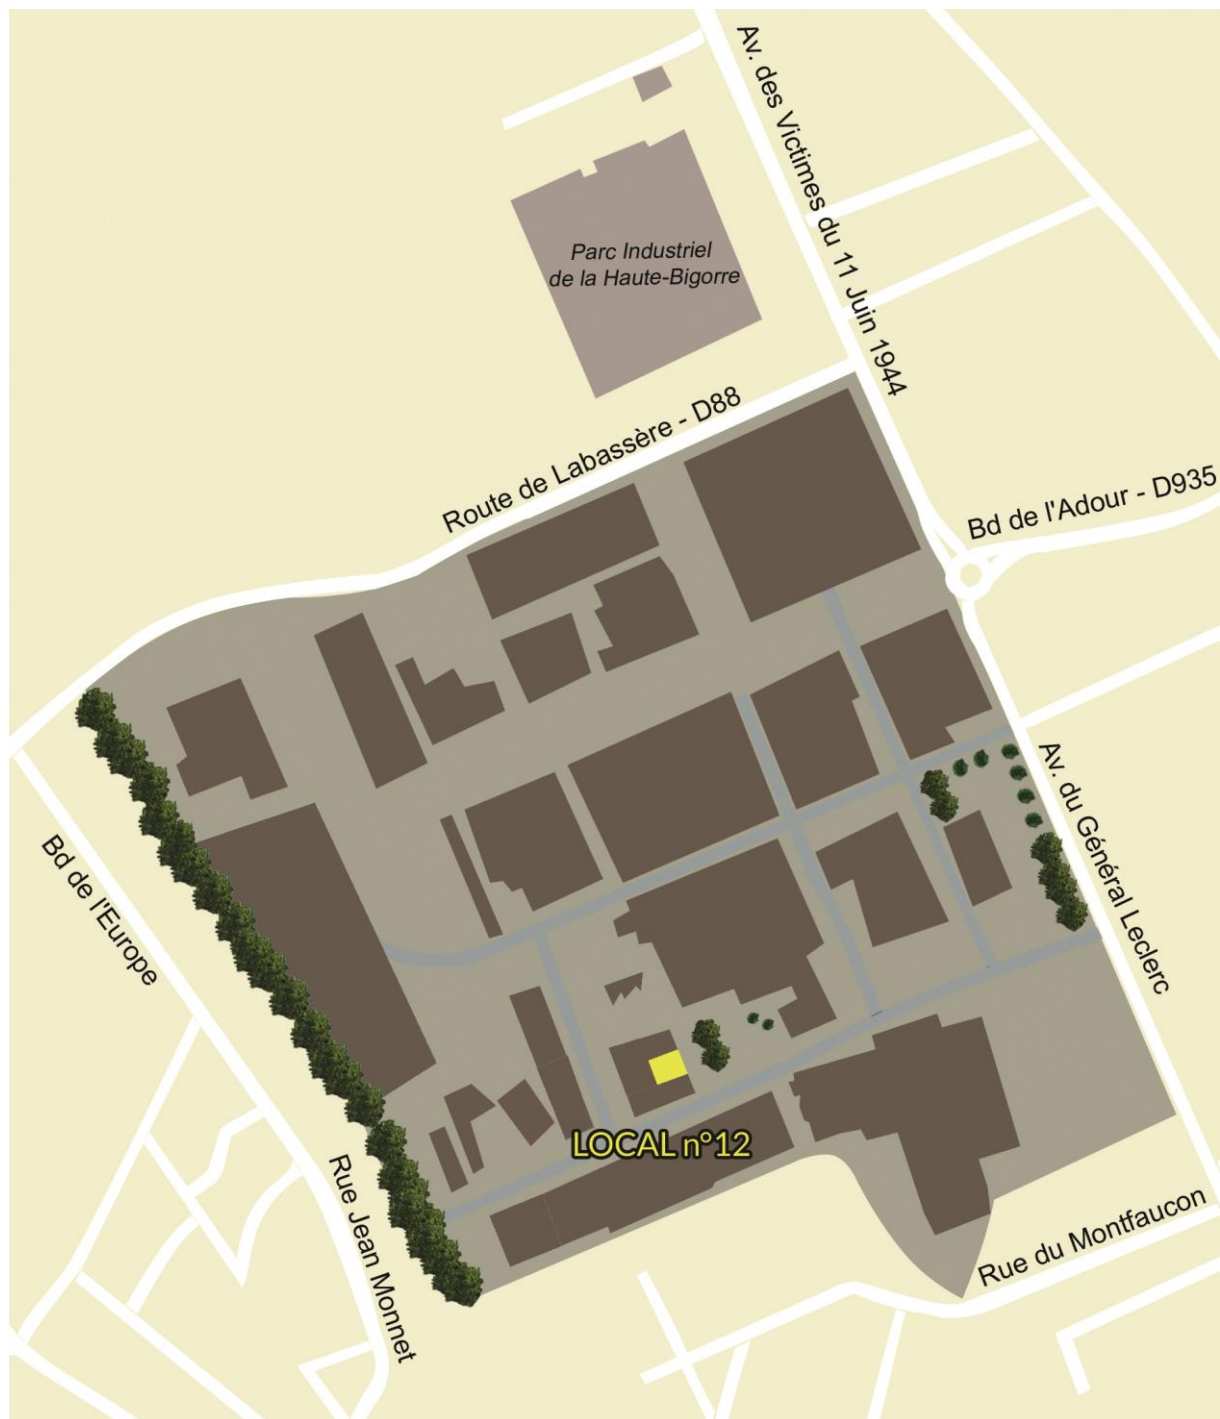 Av. des Victimes du 11 Juin 1944
Parc Industriel
de la Haute-Bigorre
Route de Labassère - D88
Bd de l'Adour - D935
Av. du Général Leclerc
Bd de l'Europe
LOCAL n°12
Rue Jean Monnet
Rue du Montfaucon